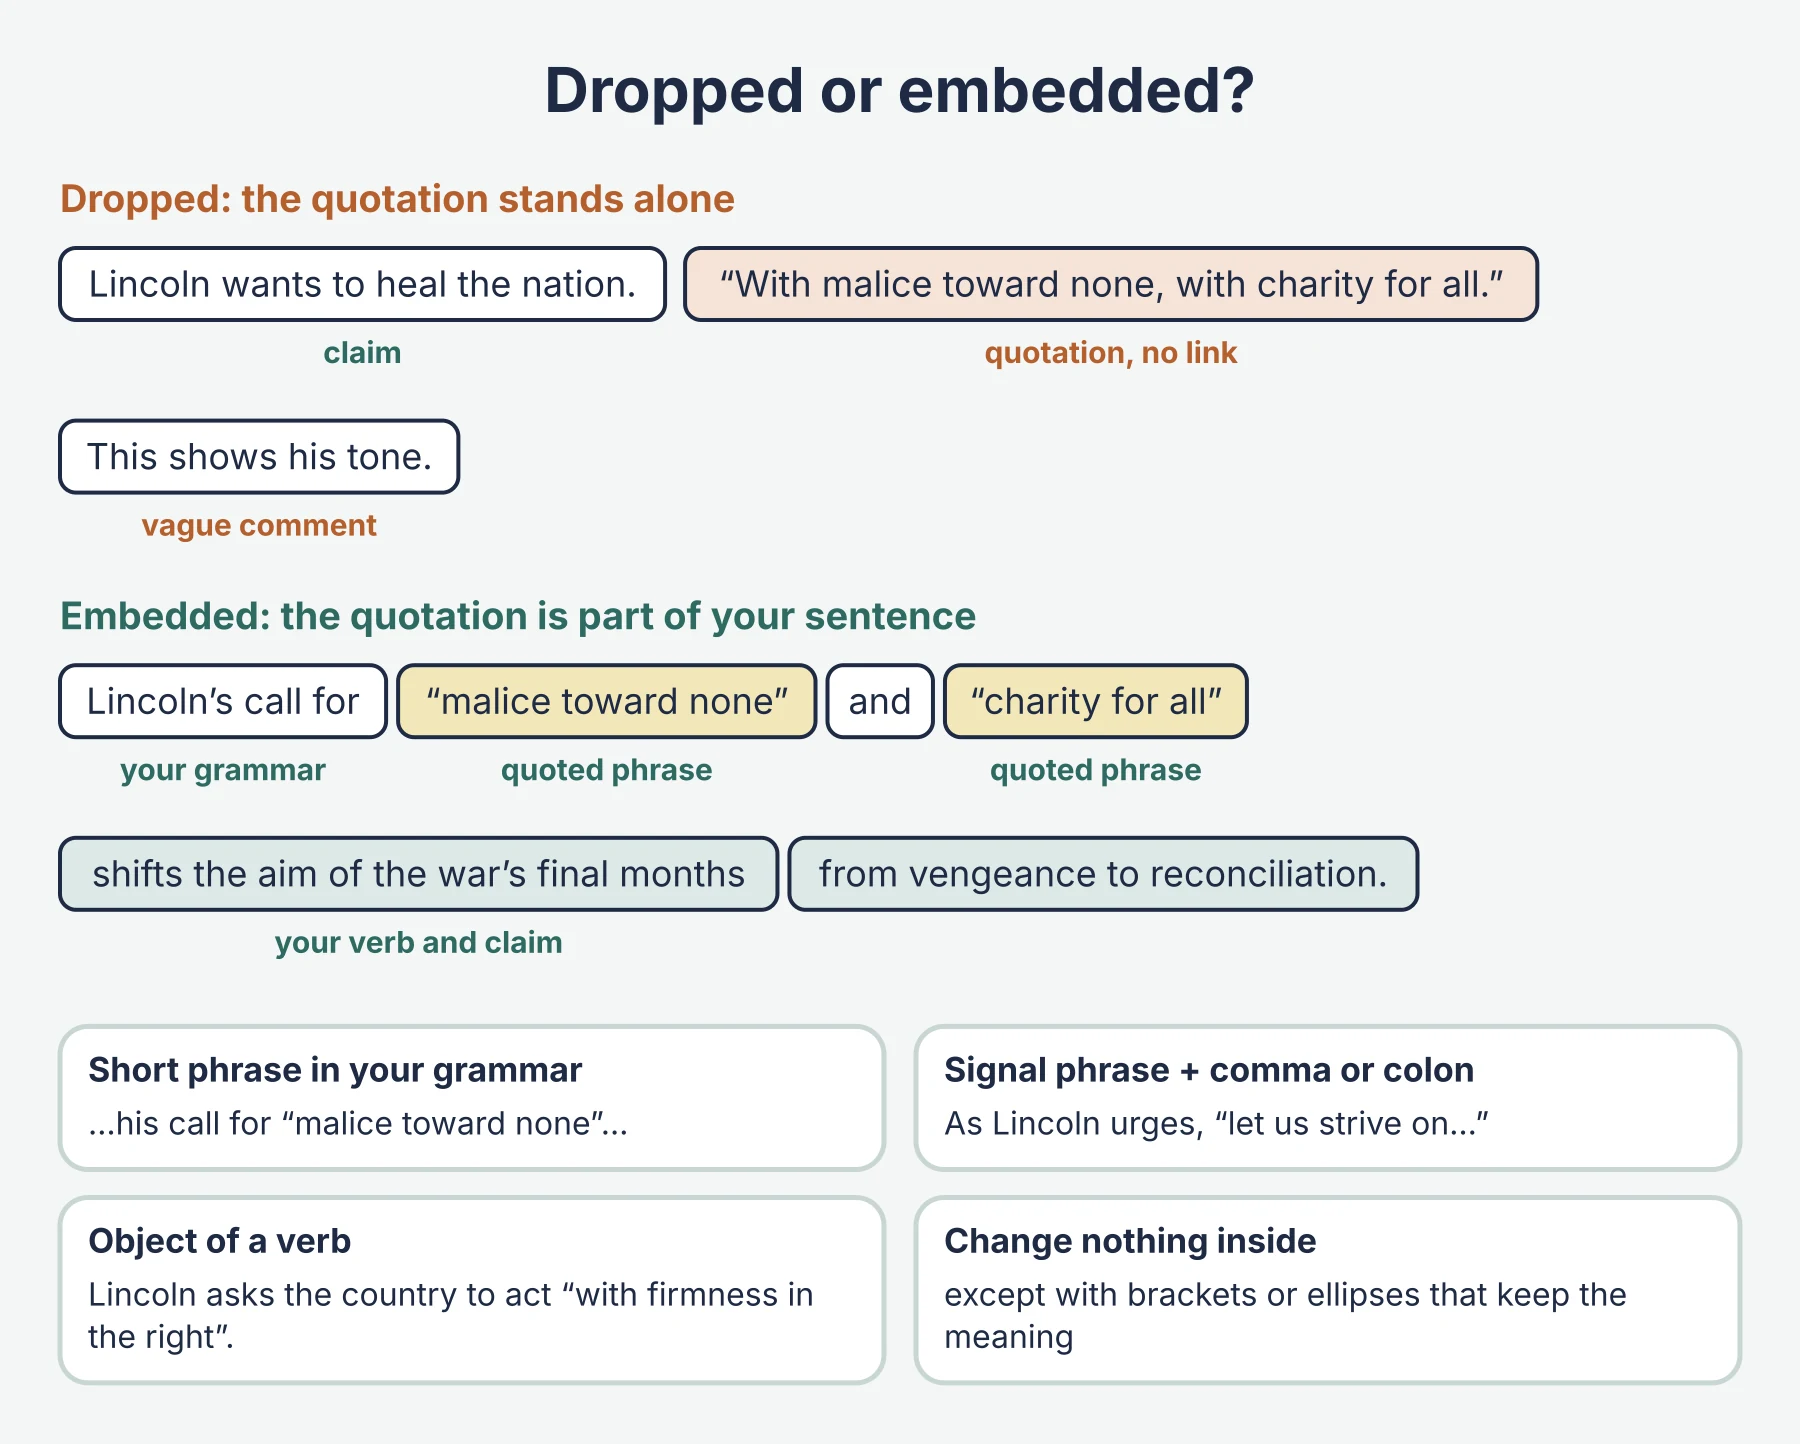 Dropped or embedded?
Dropped: the quotation stands alone
Lincoln wants to heal the nation. “With malice toward none, with charity for all.”
claim quotation, no link
This shows his tone.
vague comment
Embedded: the quotation is part of your sentence
Lincoln’s call for “malice toward none” and “charity for all”
your grammar quoted phrase quoted phrase
shifts the aim of the war’s final months from vengeance to reconciliation.
your verb and claim
Short phrase in your grammar
…his call for “malice toward none”…
Signal phrase + comma or colon
As Lincoln urges, “let us strive on…”
Object of a verb
Lincoln asks the country to act “with firmness in
the right”.
Change nothing inside
except with brackets or ellipses that keep the
meaning